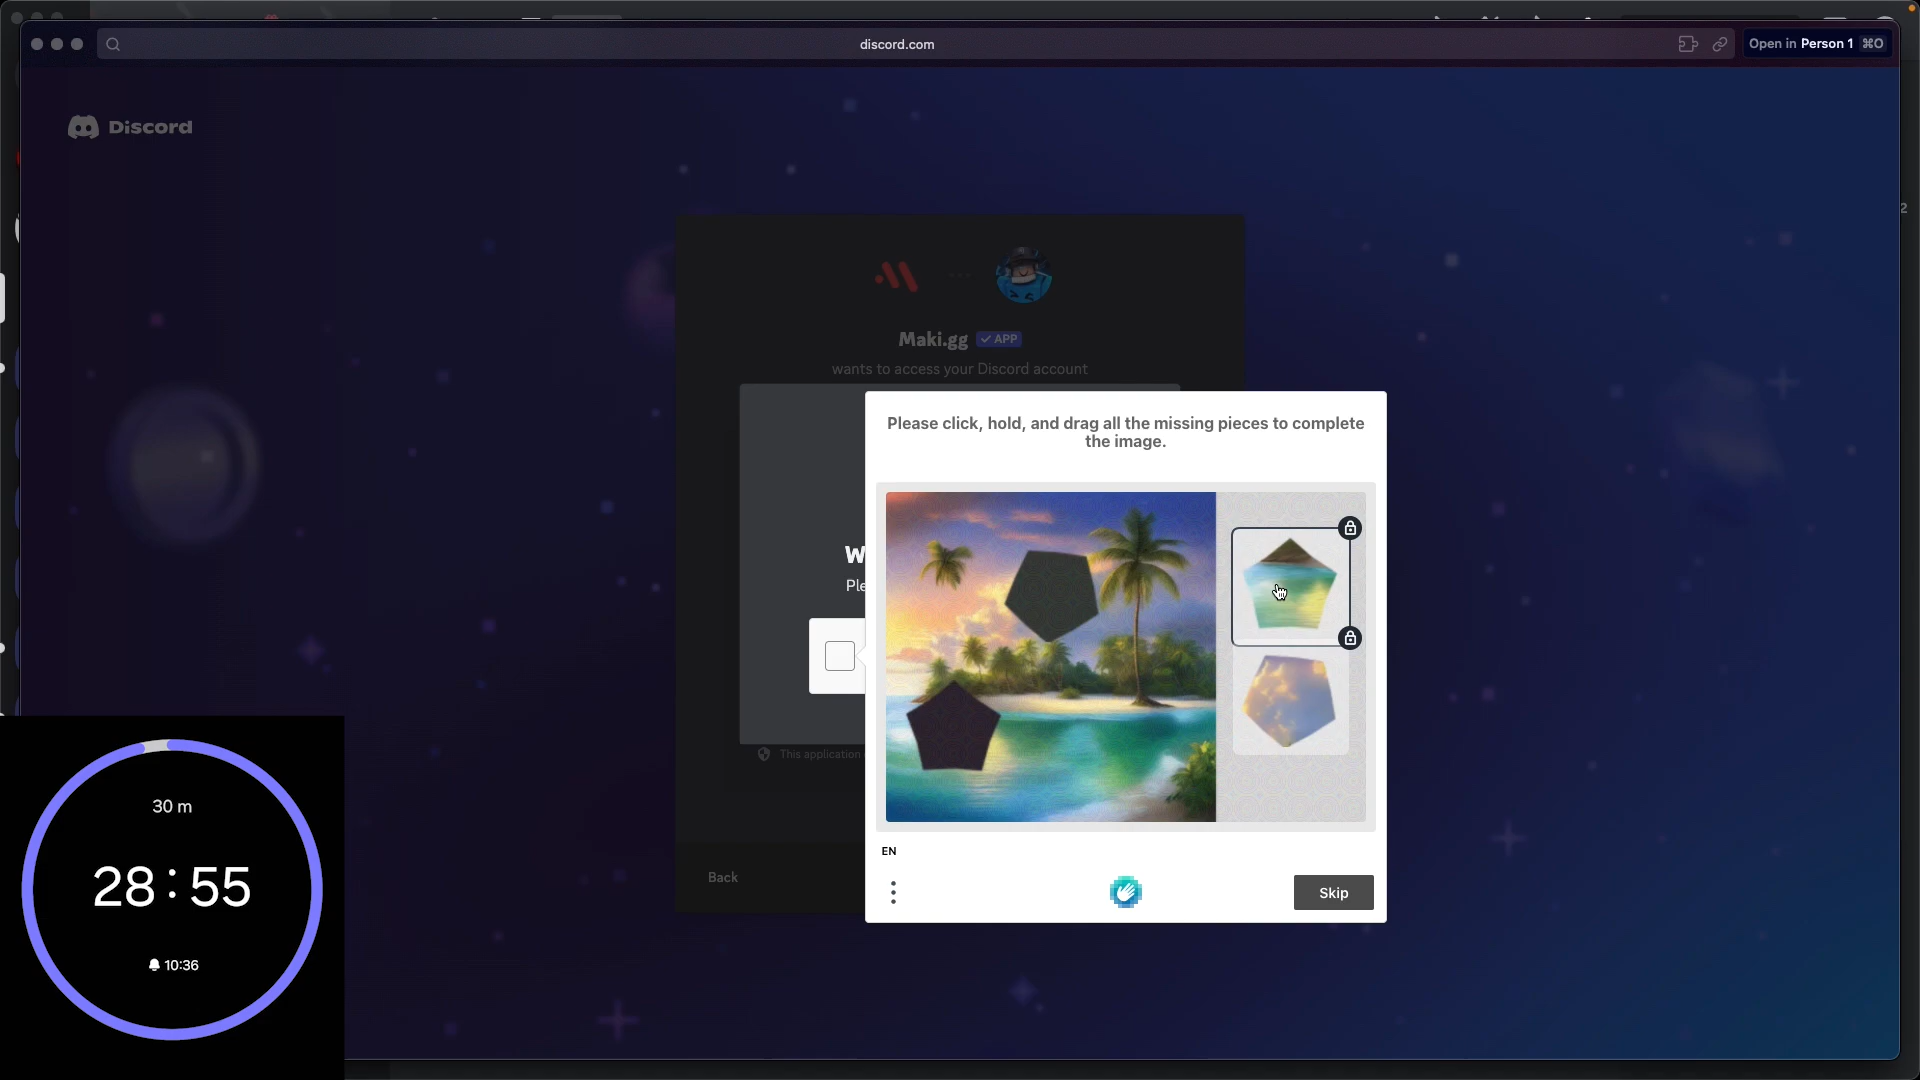 discord.com
Open in Person 1 ⌘O
Discord
2
Maki.gg
✓ APP
wants to access your Discord account
Please click, hold, and drag all the missing pieces to complete
the image.
W
Ple
This application
EN
Back
Skip
30 m
28:55
10:36